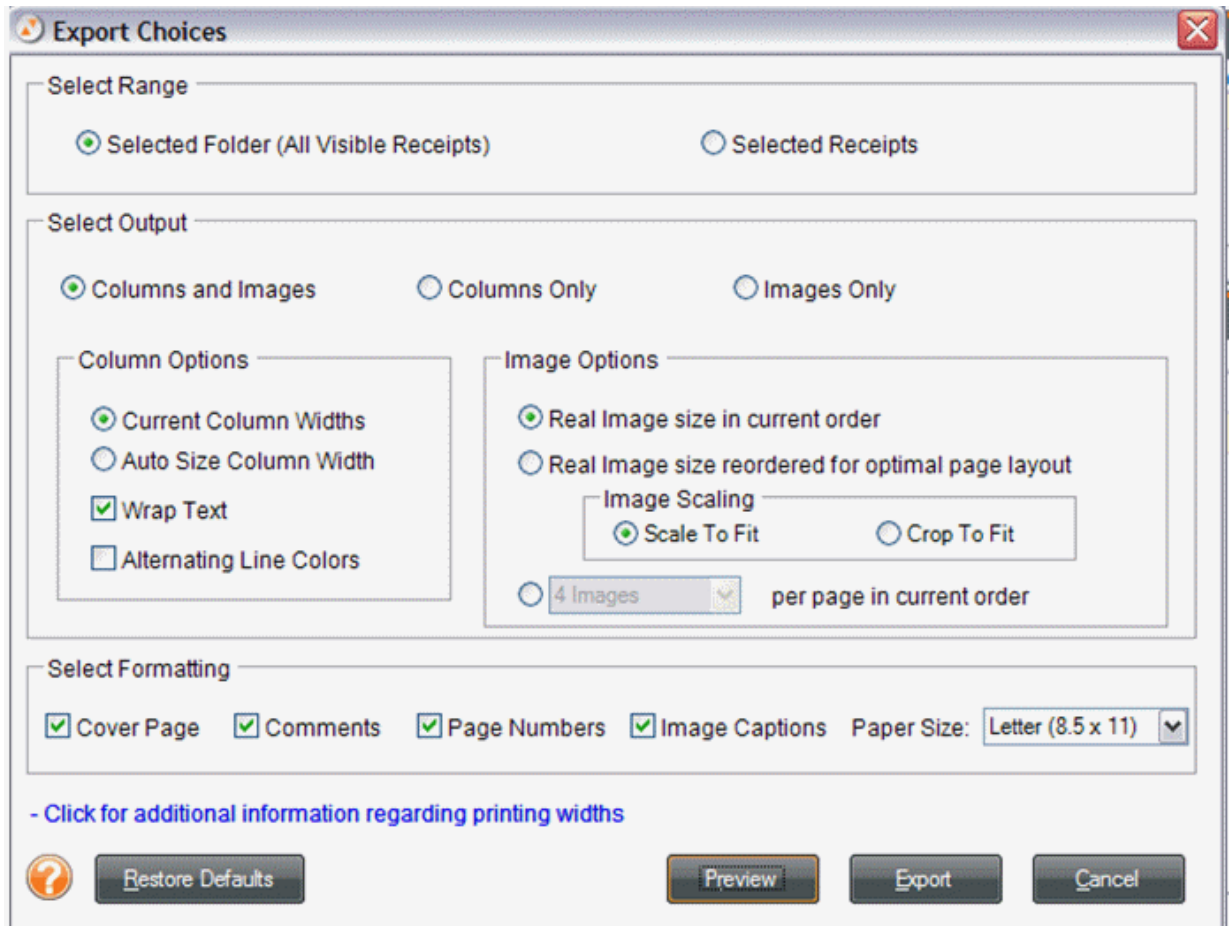 Export Choices
Select Range
Selected Folder (All Visible Receipts) Selected Receipts
Select Output
Columns and Images Columns Only Images Only
Column Options
Current Column Widths
Auto Size Column Width
Wrap Text
Alternating Line Colors
Image Options
Real Image size in current order
Real Image size reordered for optimal page layout
Image Scaling
Scale To Fit Crop To Fit
4 Images per page in current order
Select Formatting
Cover Page Comments Page Numbers Image Captions Paper Size: Letter (8.5 x 11)
- Click for additional information regarding printing widths
? Restore Defaults Preview Export Cancel